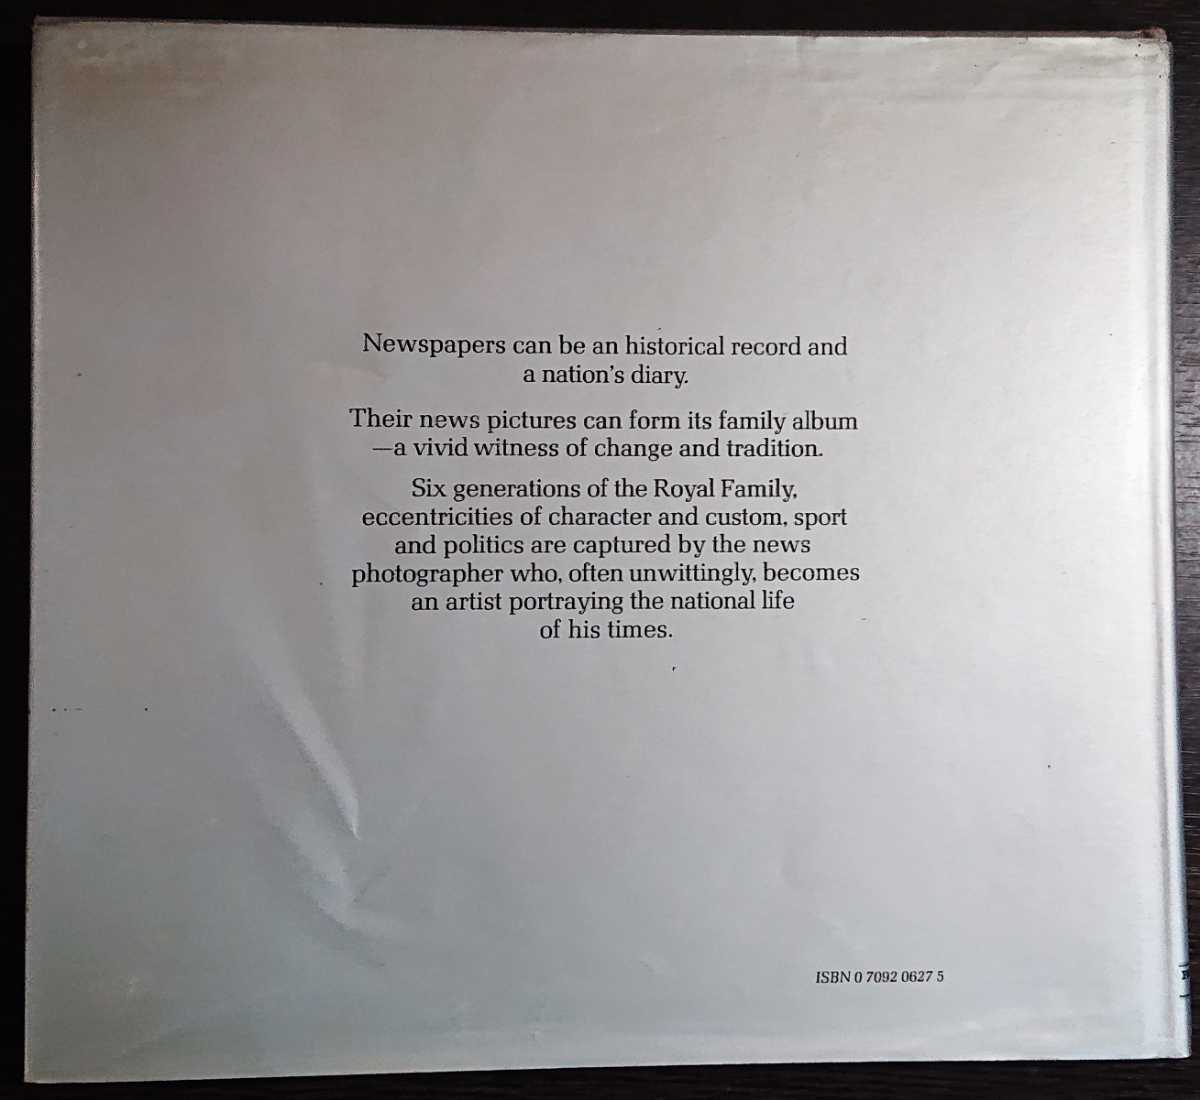 Newspapers can be an historical record and
a nation's diary.
Their news pictures can form its family album
—a vivid witness of change and tradition.
Six generations of the Royal Family,
eccentricities of character and custom, sport
and politics are captured by the news
photographer who, often unwittingly, becomes
an artist portraying the national life
of his times.
ISBN 0 7092 0627 5